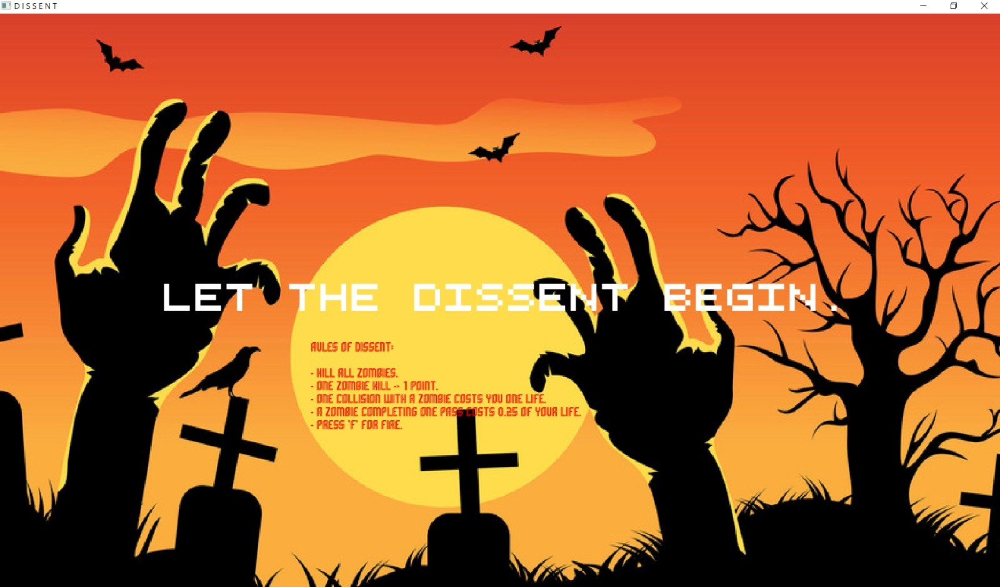 DISSENT
LET THE DISSENT BEGIN.
RULES OF DISSENT:
- KILL ALL ZOMBIES.
- ONE ZOMBIE KILL -> 1 POINT.
- ONE COLLISION WITH A ZOMBIE COSTS YOU ONE LIFE.
- A ZOMBIE COMPLETING ONE PASS COSTS 0.25 OF YOUR LIFE.
- PRESS 'F' FOR FIRE.